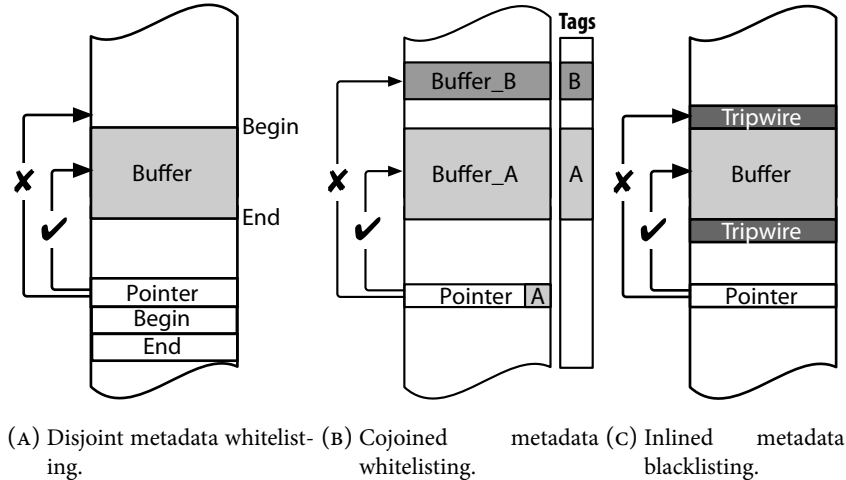 Begin
Buffer
End
Pointer
Begin
End
Tags
Buffer_B
B
Buffer_A
A
Pointer
A
Tripwire
Buffer
Tripwire
Pointer
(A) Disjoint metadata whitelist-
ing.
(B) Cojoined metadata
whitelisting.
(C) Inlined metadata
blacklisting.